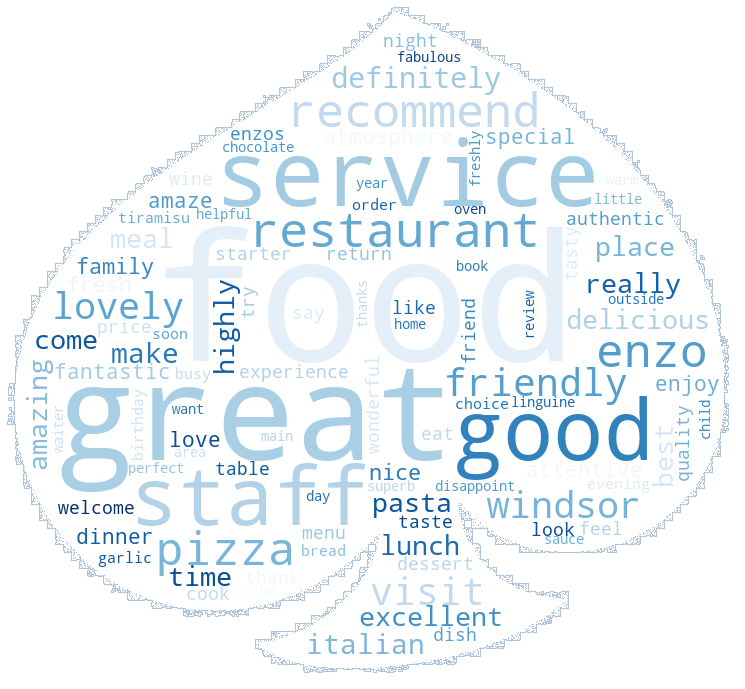 night
fabulous
definitely
recommend
enzos
atmosphere
special
chocolate
freshly
service
wine
year
warm
amaze
order
oven
little
tiramisu
helpful
authentic
restaurant
meal
starter
return
tasty
place
family
food
book
fresh
really
lovely
highly
try
say
thanks
like
home
friend
review
outside
price
soon
delicious
come
make
enzo
amazing
fantastic
busy
experience
wonderful
friendly
enjoy
great
want
choice
linguine
child
good
waiter
birthday
love
main
eat
quality
best
area
perfect
table
nice
attentive
staff
day
superb
disappoint
evening
welcome
pasta
windsor
taste
look
feel
dinner
menu
sauce
pizza
bread
lunch
garlic
time
thank
dessert
cook
visit
excellent
dish
italian